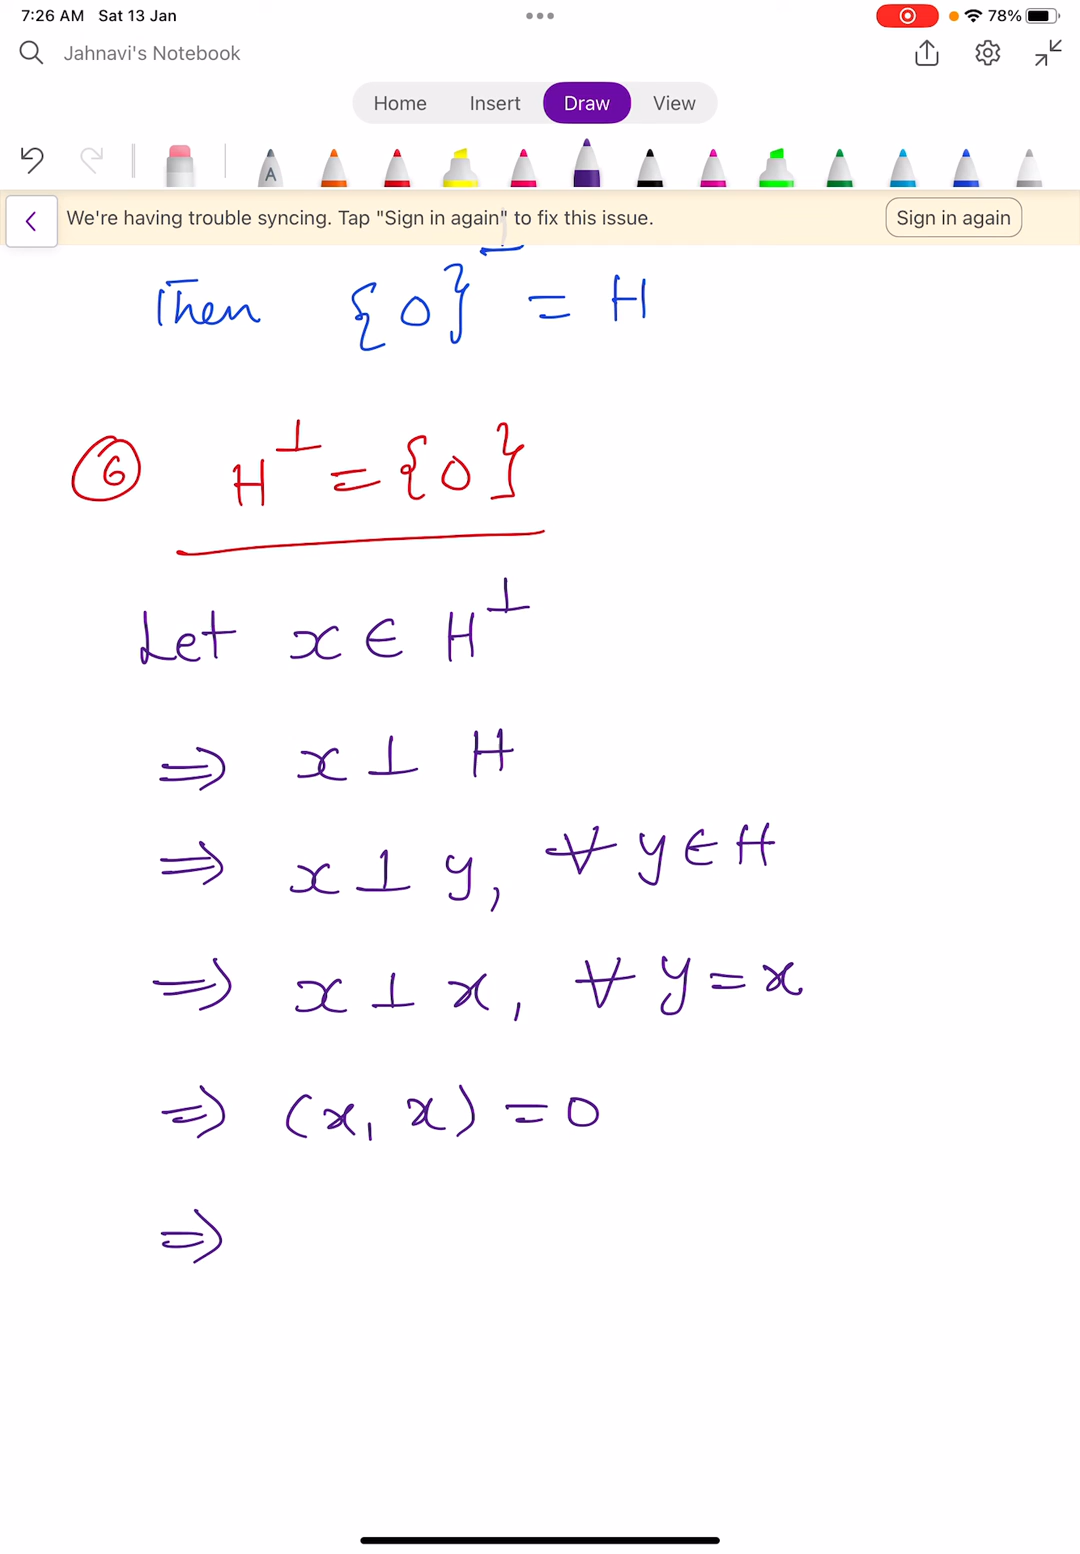 7:26 AM Sat 13 Jan
78%
Jahnavi's Notebook
Home Insert Draw View
A
We're having trouble syncing. Tap "Sign in again" to fix this issue. Sign in again
Then {0}^⊥ = H
⑥ H^⊥ = {0}
Let x ∈ H^⊥
⇒ x ⊥ H
⇒ x ⊥ y, ∀ y ∈ H
⇒ x ⊥ x, ∀ y = x
⇒ (x, x) = 0
⇒